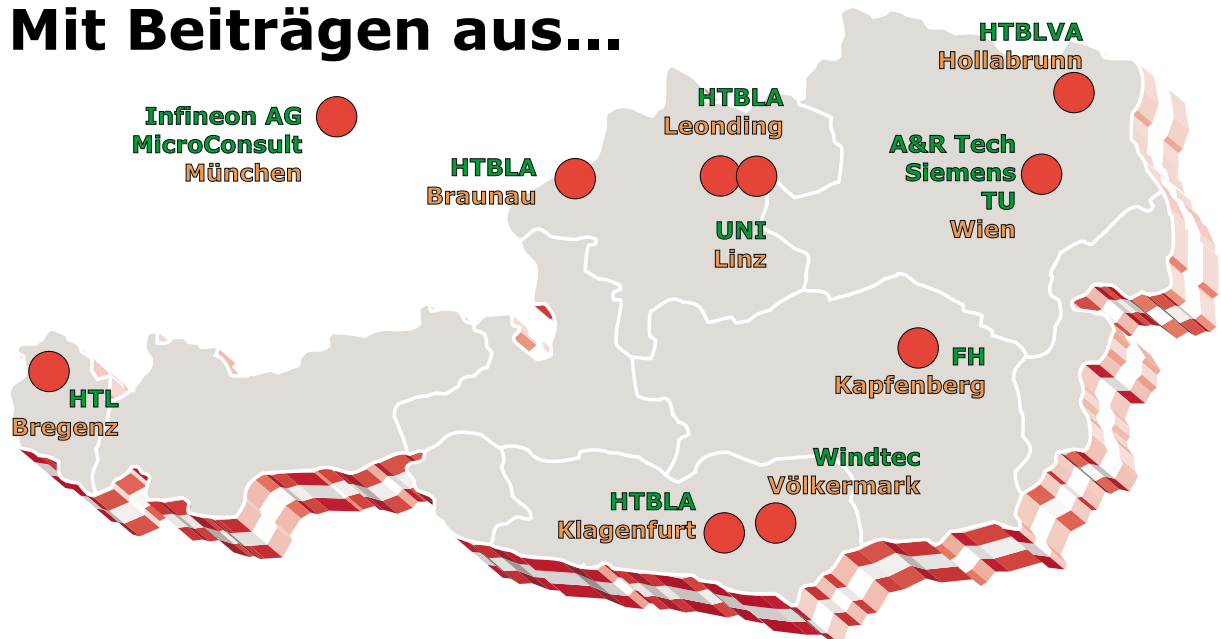 Mit Beiträgen aus...
HTBLVA
Hollabrunn
Infineon AG
MicroConsult
München
HTBLA
Leonding
HTBLA
Braunau
A&R Tech
Siemens
TU
Wien
UNI
Linz
FH
Kapfenberg
HTL
Bregenz
Windtec
Völkermark
HTBLA
Klagenfurt